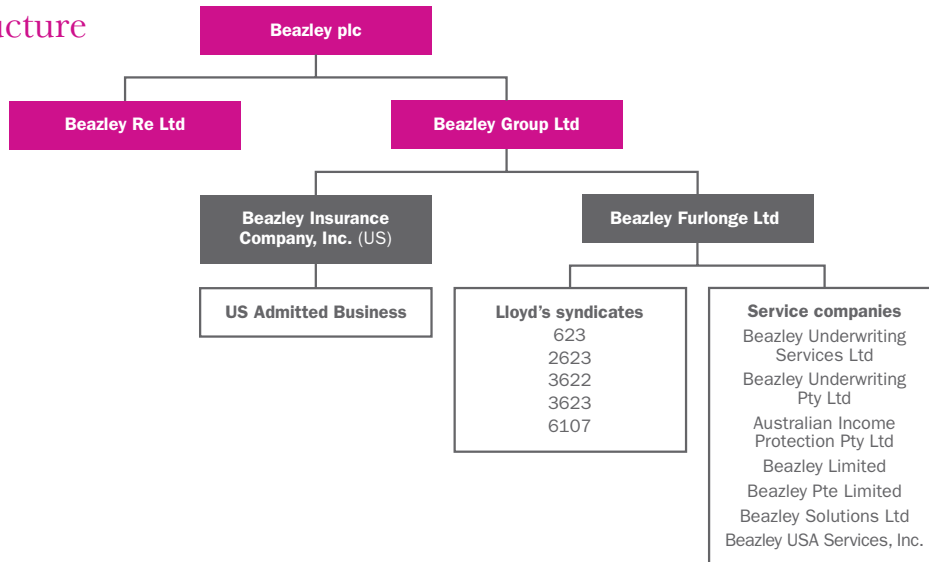 Beazley plc
Beazley Re Ltd
Beazley Group Ltd
Beazley Insurance
Company, Inc. (US)
Beazley Furlonge Ltd
US Admitted Business
Lloyd's syndicates
623
2623
3622
3623
6107
Service companies
Beazley Underwriting
Services Ltd
Beazley Underwriting
Pty Ltd
Australian Income
Protection Pty Ltd
Beazley Limited
Beazley Pte Limited
Beazley Solutions Ltd
Beazley USA Services, Inc.